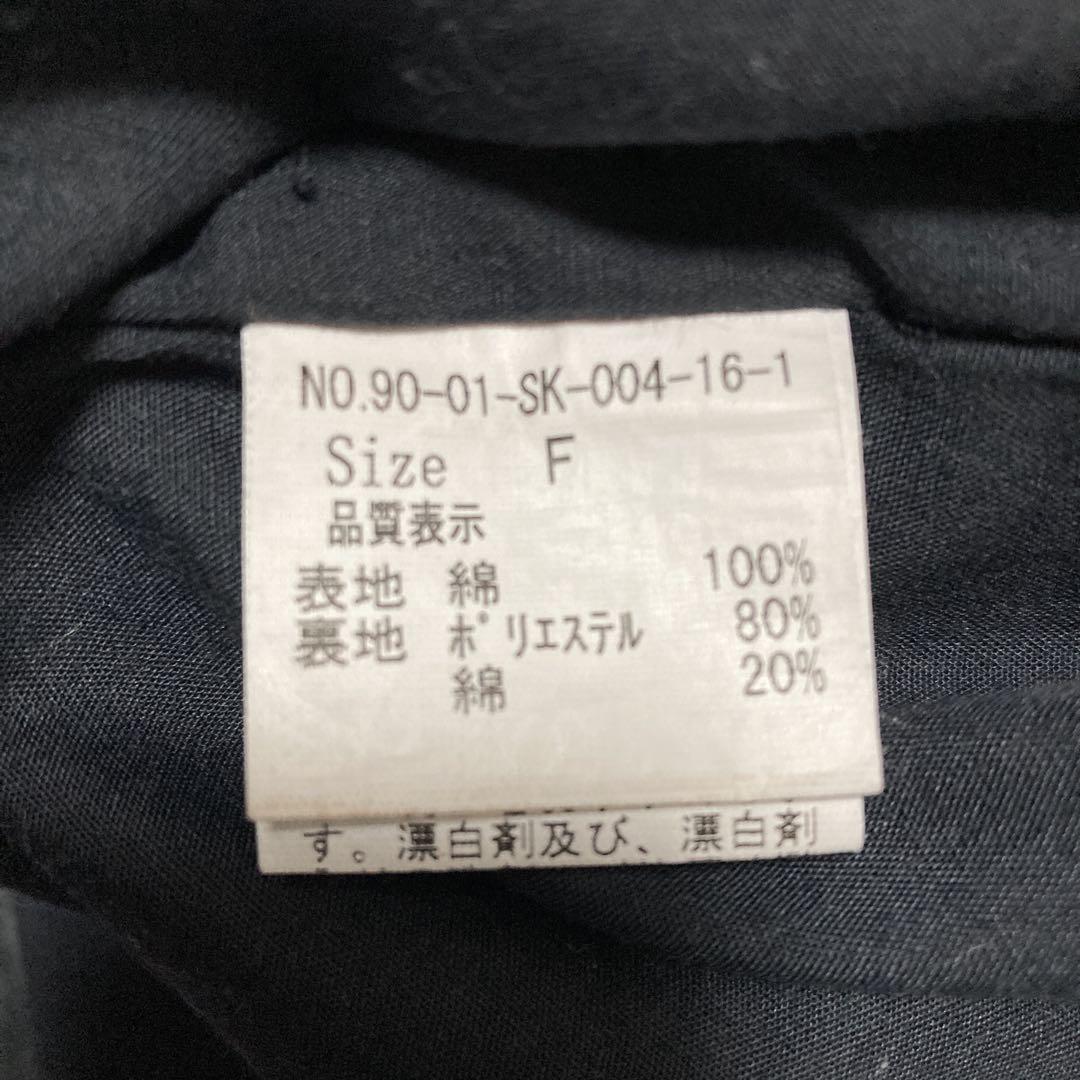 NO.90-01-SK-004-16-1
Size F
品質表示
表地 綿 100%
裏地 ポリエステル 80%
綿 20%
す。漂白剤及び、漂白剤